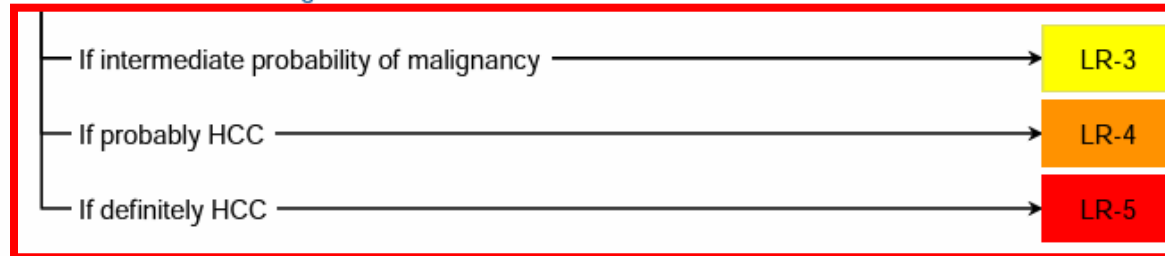 If intermediate probability of malignancy LR-3
If probably HCC LR-4
If definitely HCC LR-5